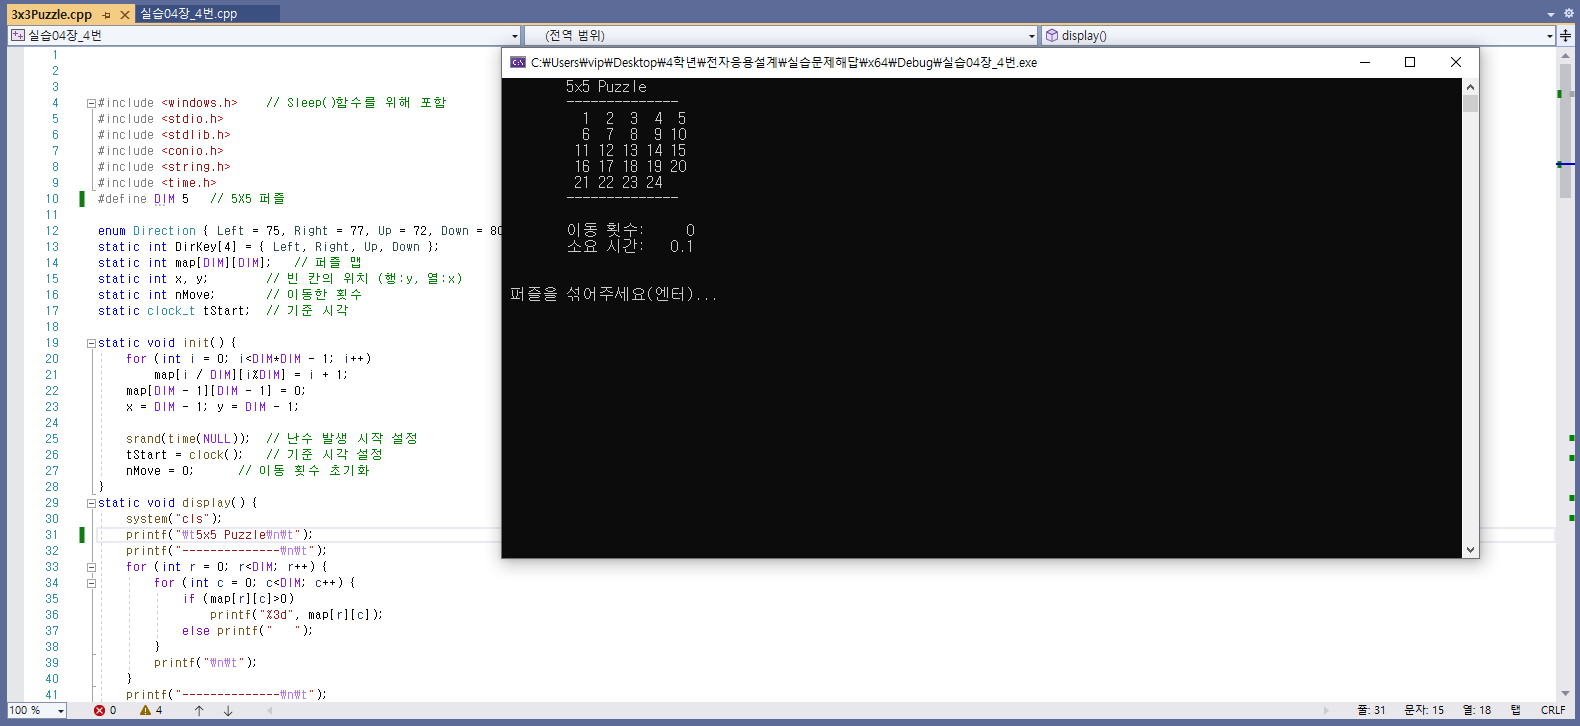 3x3Puzzle.cpp
실습04장_4번.cpp
실습04장_4번
(전역 범위)
display()
1
2
3
4 #include <windows.h>    // Sleep()함수를 위해 포함
5 #include <stdio.h>
6 #include <stdlib.h>
7 #include <conio.h>
8 #include <string.h>
9 #include <time.h>
10 #define DIM 5   // 5X5 퍼즐
11
12 enum Direction { Left = 75, Right = 77, Up = 72, Down = 80
13 static int DirKey[4] = { Left, Right, Up, Down };
14 static int map[DIM][DIM];   // 퍼즐 맵
15 static int x, y;        // 빈 칸의 위치 (행:y, 열:x)
16 static int nMove;       // 이동한 횟수
17 static clock_t tStart;  // 기준 시각
18
19 static void init() {
20     for (int i = 0; i<DIM*DIM - 1; i++)
21         map[i / DIM][i%DIM] = i + 1;
22     map[DIM - 1][DIM - 1] = 0;
23     x = DIM - 1; y = DIM - 1;
24
25     srand(time(NULL));  // 난수 발생 시작 설정
26     tStart = clock();   // 기준 시각 설정
27     nMove = 0;      // 이동 횟수 초기화
28 }
29 static void display() {
30     system("cls");
31     printf("₩t5x5 Puzzle₩n₩t");
32     printf("--------------₩n₩t");
33     for (int r = 0; r<DIM; r++) {
34         for (int c = 0; c<DIM; c++) {
35             if (map[r][c]>0)
36                 printf("%3d", map[r][c]);
37             else printf("   ");
38         }
39         printf("₩n₩t");
40     }
41     printf("--------------₩n₩t");
C:₩Users₩vip₩Desktop₩4학년₩전자응용설계₩실습문제해답₩x64₩Debug₩실습04장_4번.exe
5x5 Puzzle
--------------
1  2  3  4  5
6  7  8  9 10
11 12 13 14 15
16 17 18 19 20
21 22 23 24
--------------
이동 횟수:     0
소요 시간:   0.1
퍼즐을 섞어주세요(엔터)...
100 %
0
4
줄: 31
문자: 15
열: 18
탭
CRLF